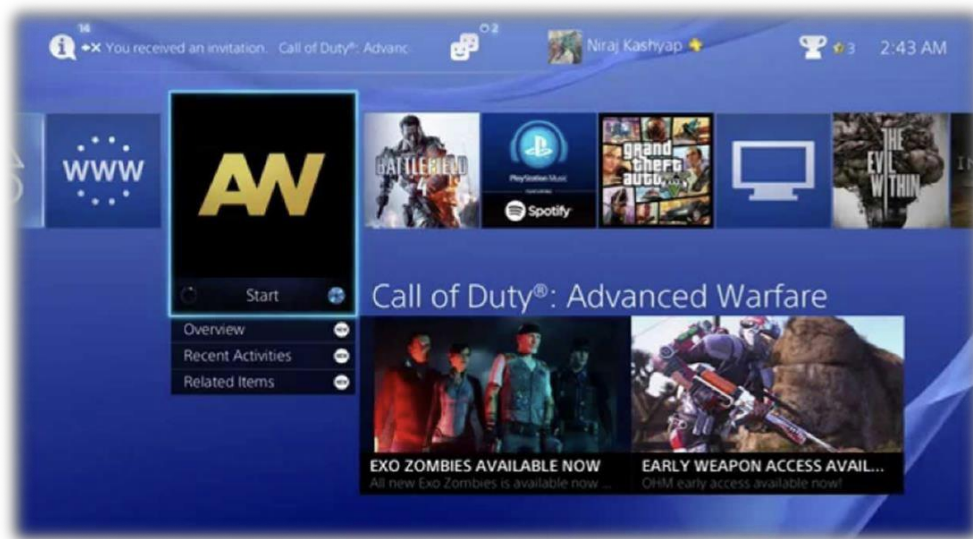 14
You received an invitation. Call of Duty®: Advanc
2
Niraj Kashyap
3
2:43 AM
WWW
AW
BATTLEFIELD 4
PlayStation Music
Spotify
grand theft auto
THE EVIL WITHIN
Start
Call of Duty®: Advanced Warfare
Overview
NEW
Recent Activities
NEW
Related Items
NEW
EXO ZOMBIES AVAILABLE NOW
All new Exo Zombies is available now ...
EARLY WEAPON ACCESS AVAIL...
OHM early access available now!